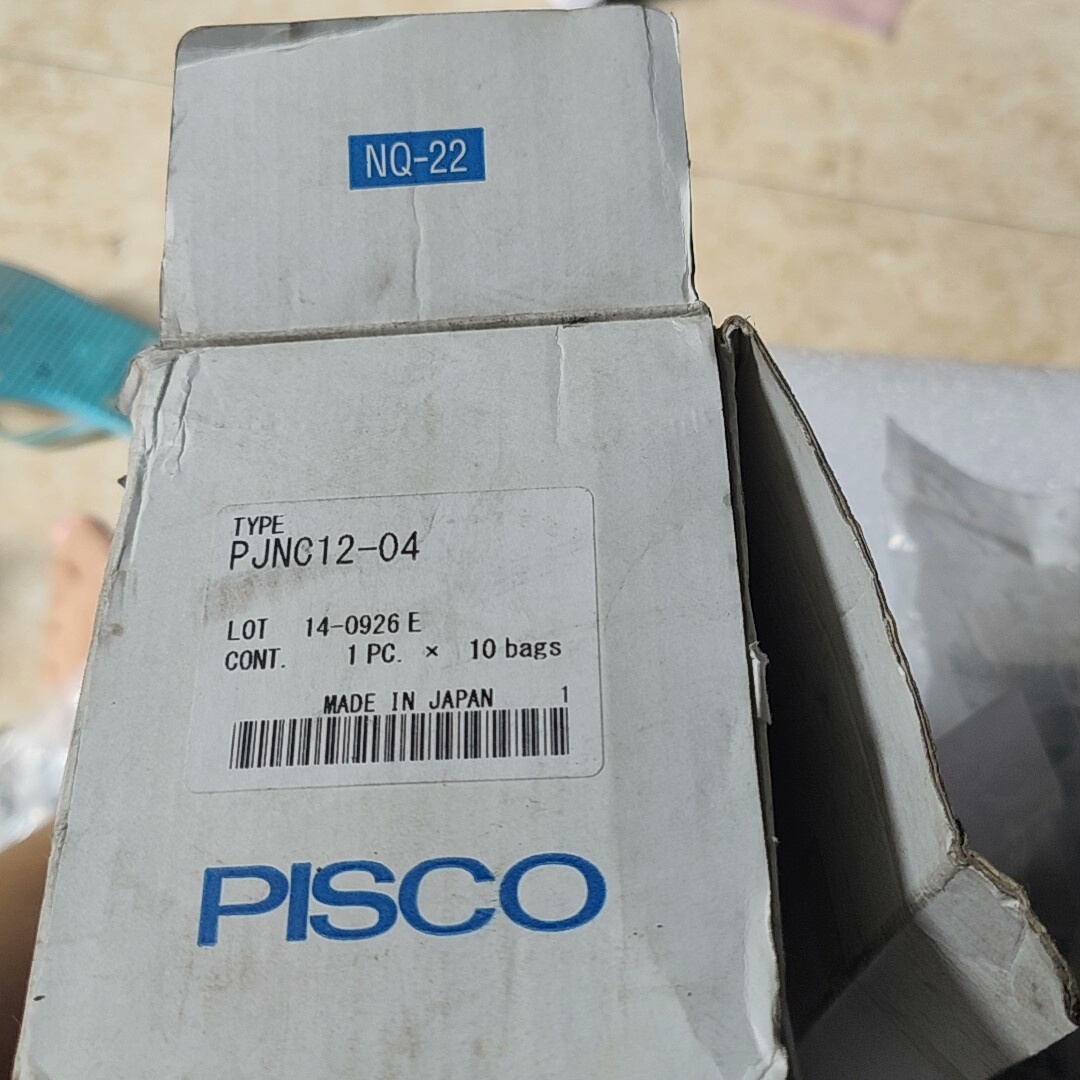 NQ-22
TYPE
PJNC12-04
LOT 14-0926 E
CONT. 1 PC. × 10 bags
MADE IN JAPAN 1
PISCO